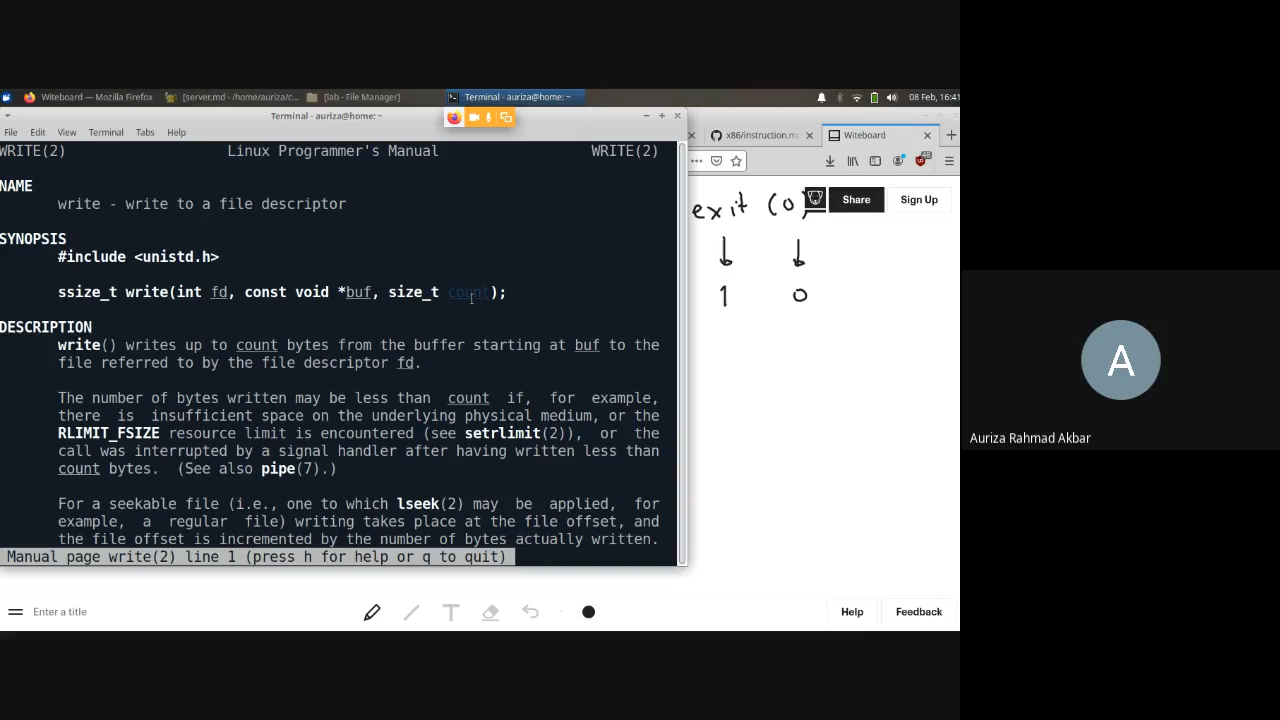 Witeboard — Mozilla Firefox [server.md - /home/auriza/c... [lab - File Manager] Terminal - auriza@home: ~ 08 Feb, 16:41
Terminal - auriza@home: ~
File Edit View Terminal Tabs Help
x86/instruction.mc Witeboard
WRITE(2) Linux Programmer's Manual WRITE(2)
NAME
write - write to a file descriptor
SYNOPSIS
#include <unistd.h>
ssize_t write(int fd, const void *buf, size_t count);
DESCRIPTION
write() writes up to count bytes from the buffer starting at buf to the
file referred to by the file descriptor fd.
The number of bytes written may be less than count if, for example,
there is insufficient space on the underlying physical medium, or the
RLIMIT_FSIZE resource limit is encountered (see setrlimit(2)), or the
call was interrupted by a signal handler after having written less than
count bytes. (See also pipe(7).)
For a seekable file (i.e., one to which lseek(2) may be applied, for
example, a regular file) writing takes place at the file offset, and
the file offset is incremented by the number of bytes actually written.
Manual page write(2) line 1 (press h for help or q to quit)
Share Sign Up
exit (0)
1 0
Enter a title
T
Help Feedback
A
Auriza Rahmad Akbar